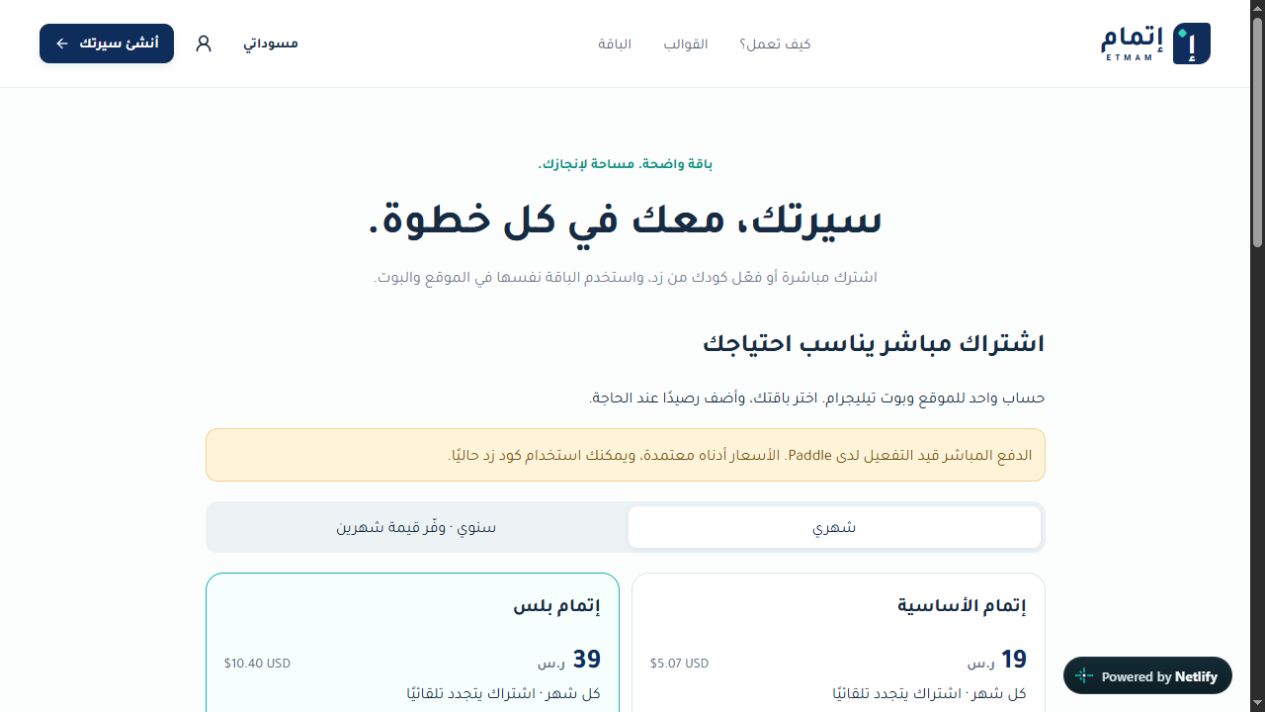 إتمام
ETMAM
كيف تعمل؟
القوالب
الباقة
مسوداتي
أنشئ سيرتك ←
باقة واضحة. مساحة لإنجازك.
سيرتك، معك في كل خطوة.
اشترك مباشرة أو فعّل كودك من زد، واستخدم الباقة نفسها في الموقع والبوت.
اشتراك مباشر يناسب احتياجك
حساب واحد للموقع وبوت تيليجرام. اختر باقتك، وأضف رصيدًا عند الحاجة.
الدفع المباشر قيد التفعيل لدى Paddle. الأسعار أدناه معتمدة، ويمكنك استخدام كود زد حاليًا.
شهري
سنوي · وفّر قيمة شهرين
إتمام الأساسية
19 ر.س
$5.07 USD
كل شهر · اشتراك يتجدد تلقائيًا
إتمام بلس
39 ر.س
$10.40 USD
كل شهر · اشتراك يتجدد تلقائيًا
Powered by Netlify